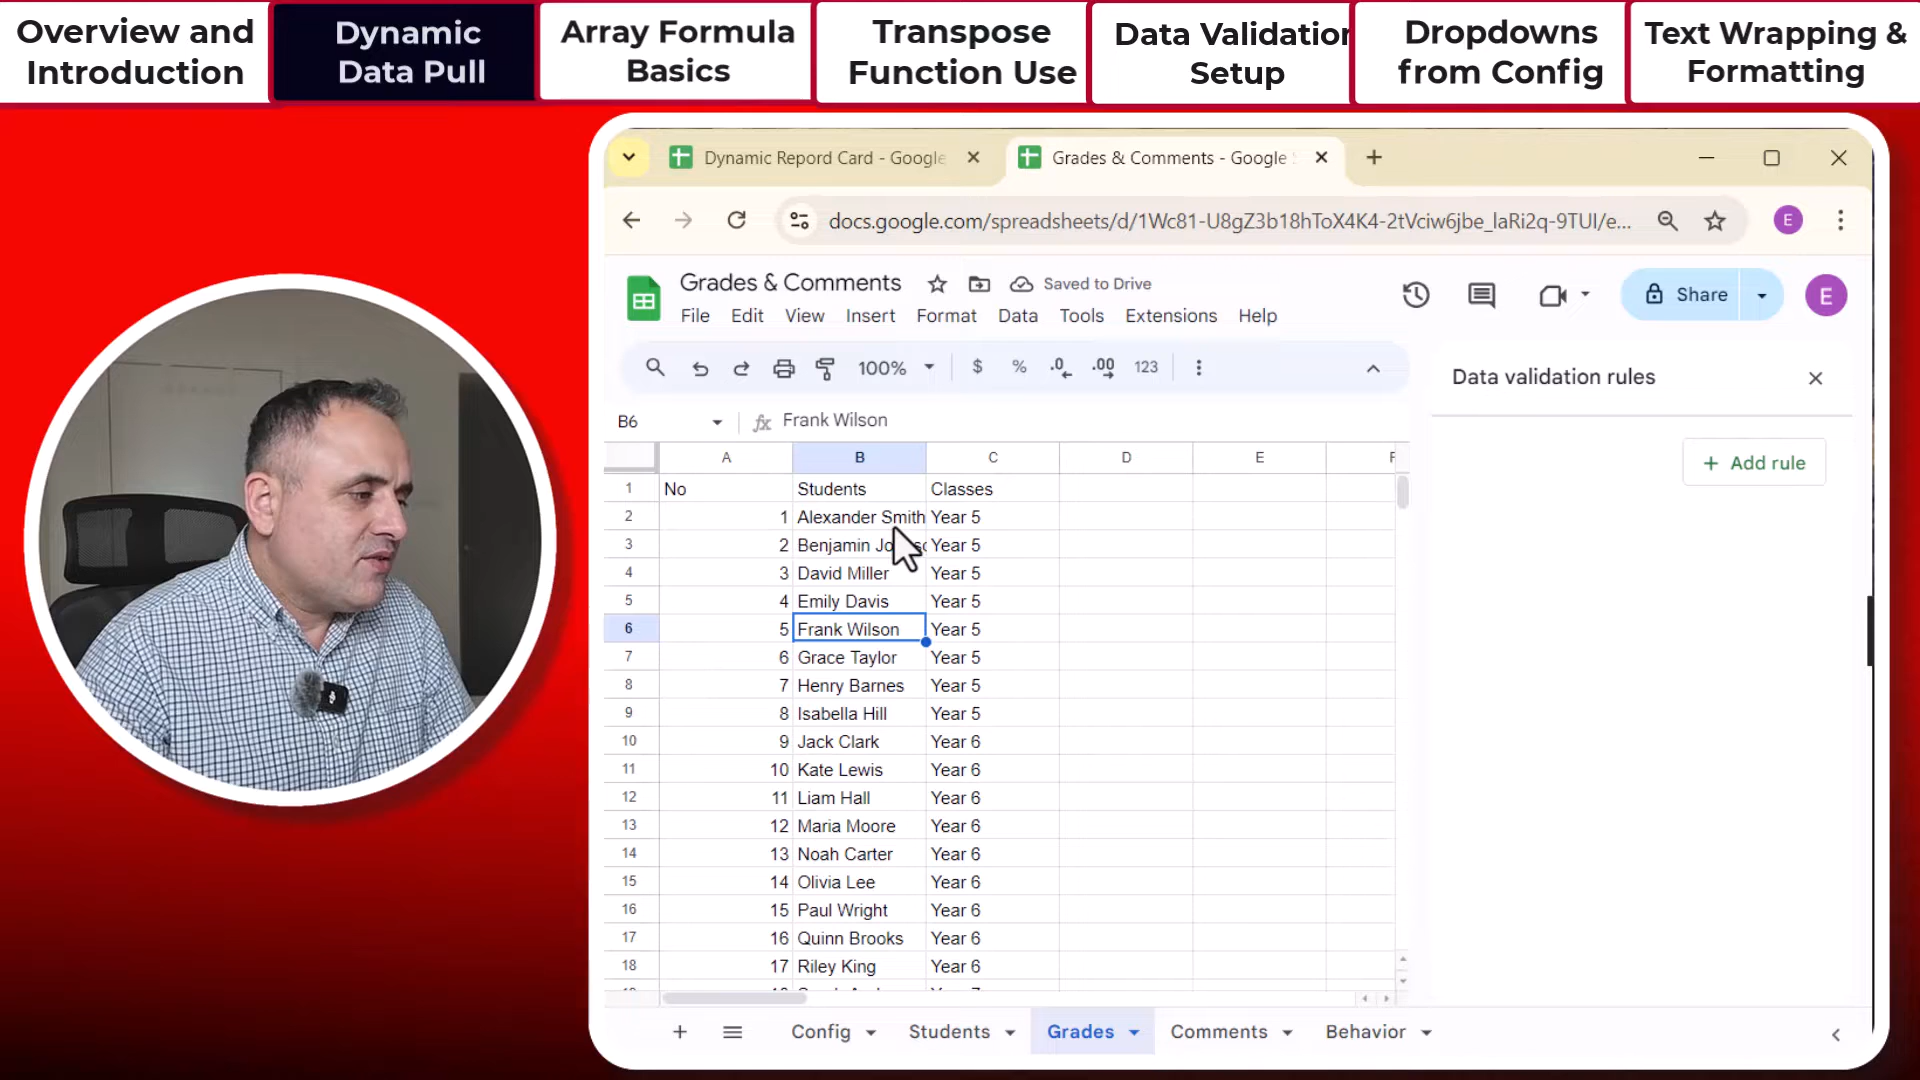 Overview and
Introduction
Dynamic
Data Pull
Array Formula
Basics
Transpose
Function Use
Data Validation
Setup
Dropdowns
from Config
Text Wrapping &
Formatting
Dynamic Repord Card - Google
Grades & Comments - Google
docs.google.com/spreadsheets/d/1Wc81-U8gZ3b18hToX4K4-2tVciw6jbe_laRi2q-9TUI/e...
E
Grades & Comments
Saved to Drive
Share
E
File Edit View Insert Format Data Tools Extensions Help
100% $ % .0 .00 123
Data validation rules
B6
Frank Wilson
+ Add rule
A B C D E F
1 No Students Classes
2 1 Alexander Smith Year 5
3 2 Benjamin Year 5
4 3 David Miller Year 5
5 4 Emily Davis Year 5
6 5 Frank Wilson Year 5
7 6 Grace Taylor Year 5
8 7 Henry Barnes Year 5
9 8 Isabella Hill Year 5
10 9 Jack Clark Year 6
11 10 Kate Lewis Year 6
12 11 Liam Hall Year 6
13 12 Maria Moore Year 6
14 13 Noah Carter Year 6
15 14 Olivia Lee Year 6
16 15 Paul Wright Year 6
17 16 Quinn Brooks Year 6
18 17 Riley King Year 6
Config Students Grades Comments Behavior